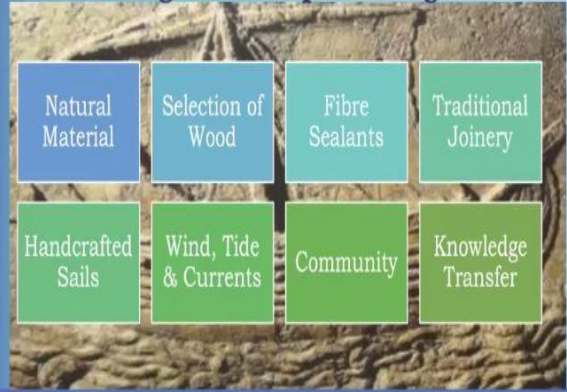 Natural
Material
Selection of
Wood
Fibre
Sealants
Traditional
Joinery
Handcrafted
Sails
Wind, Tide
& Currents
Community
Knowledge
Transfer